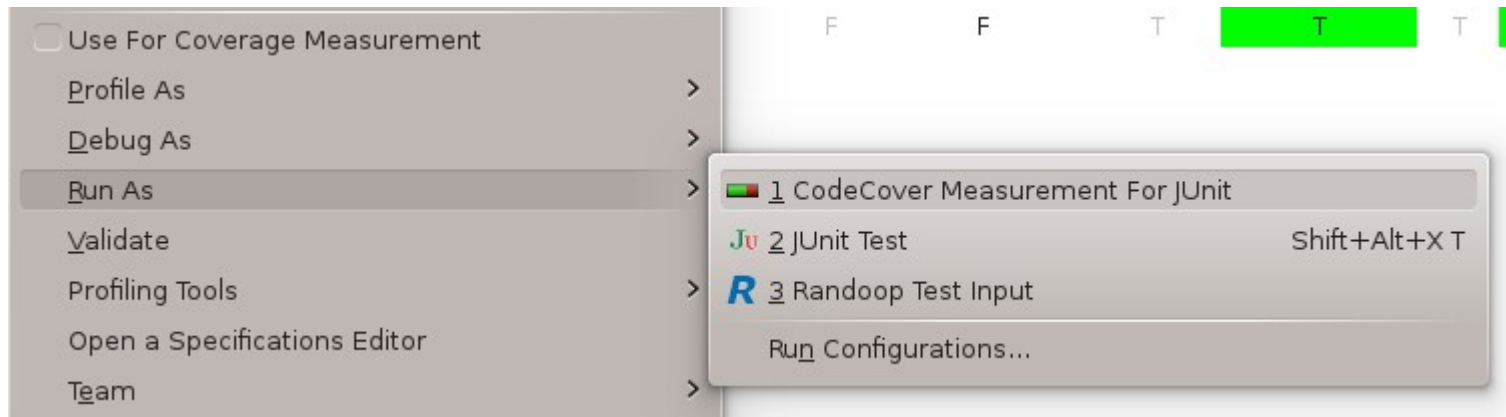 Use For Coverage Measurement
F F T T T
Profile As >
Debug As >
Run As >
1 CodeCover Measurement For JUnit
Validate
Ju 2 JUnit Test Shift+Alt+X T
Profiling Tools >
R 3 Randoop Test Input
Open a Specifications Editor
Run Configurations...
Team >